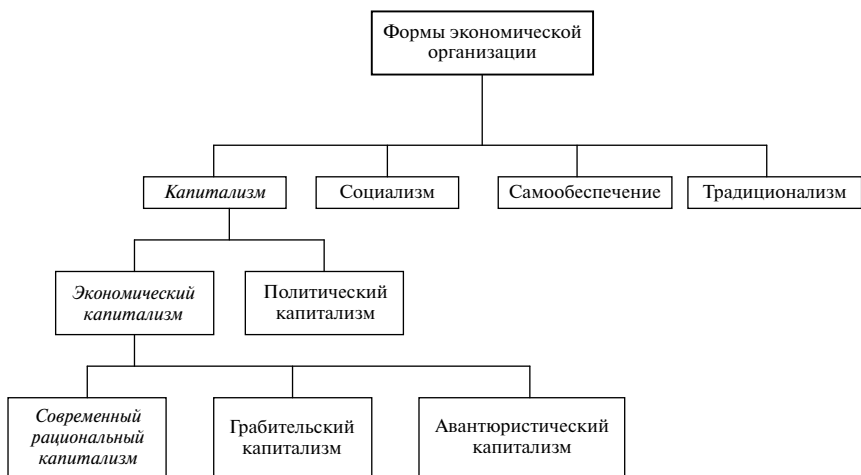 Формы экономической
организации
Капитализм
Социализм
Самообеспечение
Традиционализм
Экономический
капитализм
Политический
капитализм
Современный
рациональный
капитализм
Грабительский
капитализм
Авантюристический
капитализм